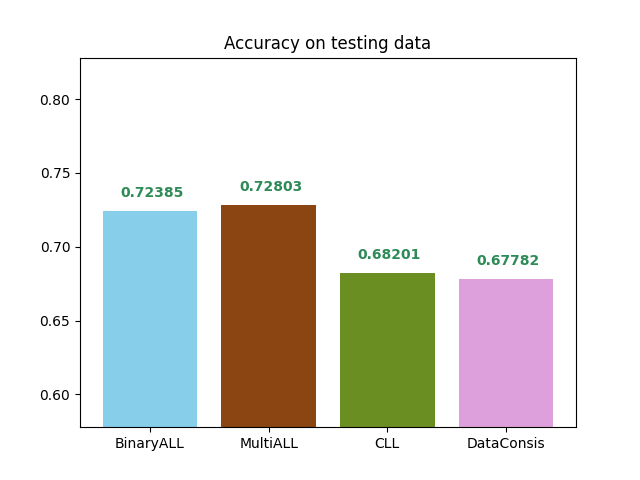 Accuracy on testing data
0.80
0.75
0.70
0.65
0.60
0.72385
0.72803
0.68201
0.67782
BinaryALL
MultiALL
CLL
DataConsis